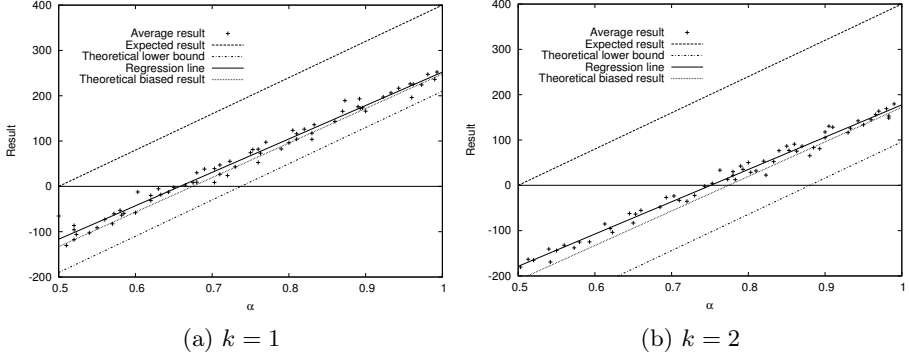 400
300
200
100
0
-100
-200
Result
Average result
Expected result
Theoretical lower bound
Regression line
Theoretical biased result
0.5
0.6
0.7
0.8
0.9
1
α
(a) k = 1
400
300
200
100
0
-100
-200
Result
Average result
Expected result
Theoretical lower bound
Regression line
Theoretical biased result
0.5
0.6
0.7
0.8
0.9
1
α
(b) k = 2